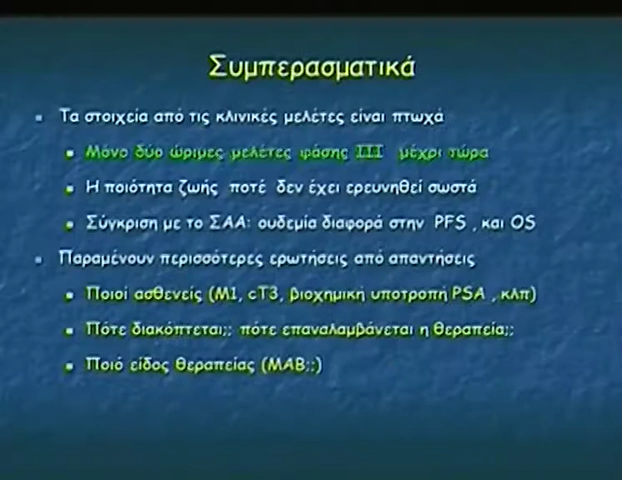 Συμπερασματικά
Τα στοιχεία από τις κλινικές μελέτες είναι πτωχά
Μόνο δύο ώριμες μελέτες φάσης ΙΙΙ μέχρι τώρα
Η ποιότητα ζωής ποτέ δεν έχει ερευνηθεί σωστά
Σύγκριση με το ΣΑΑ: ουδεμία διαφορά στην PFS , και OS
Παραμένουν περισσότερες ερωτήσεις από απαντήσεις
Ποιοί ασθενείς (M1, cT3, βιοχημική υποτροπή PSA , κλπ)
Πότε διακόπτεται;; πότε επαναλαμβάνεται η θεραπεία;;
Ποιό είδος θεραπείας (MAB;;)